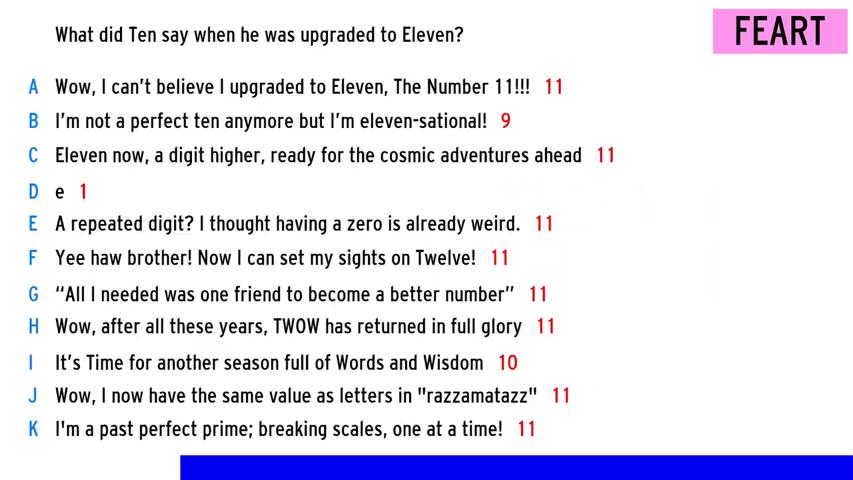 What did Ten say when he was upgraded to Eleven?
FEART
A Wow, I can't believe I upgraded to Eleven, The Number 11!!! 11
B I'm not a perfect ten anymore but I'm eleven-sational! 9
C Eleven now, a digit higher, ready for the cosmic adventures ahead 11
D e 1
E A repeated digit? I thought having a zero is already weird. 11
F Yee haw brother! Now I can set my sights on Twelve! 11
G “All I needed was one friend to become a better number” 11
H Wow, after all these years, TWOW has returned in full glory 11
I It's Time for another season full of Words and Wisdom 10
J Wow, I now have the same value as letters in "razzamatazz" 11
K I'm a past perfect prime; breaking scales, one at a time! 11